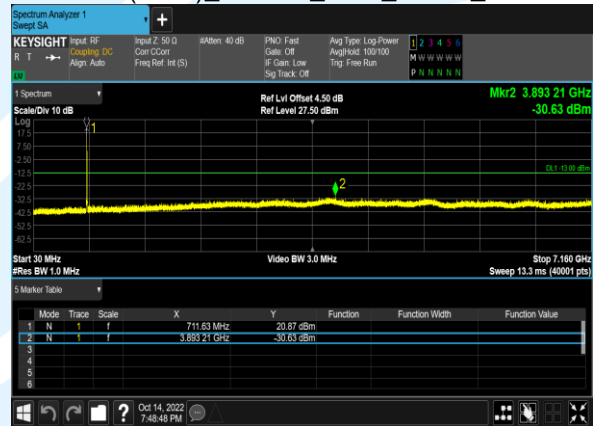 Spectrum Analyzer 1
Swept SA
+
KEYSIGHT Input: RF Input Z: 50 Ω #Atten: 40 dB PNO: Fast Avg Type: Log-Power 1 2 3 4 5 6
R T Coupling: DC Corr CCorr Gate: Off Avg|Hold: 100/100 M W W W W W
Align: Auto Freq Ref: Int (S) IF Gain: Low Trig: Free Run
LU Sig Track: Off P N N N N N
1 Spectrum Ref Lvl Offset 4.50 dB Mkr2 3.893 21 GHz
Scale/Div 10 dB Ref Level 27.50 dBm -30.63 dBm
Log
17.5 1
7.50
-2.50
-12.5 DL1 -13.00 dBm
-22.5 2
-32.5
-42.5
-52.5
-62.5
Start 30 MHz Video BW 3.0 MHz Stop 7.160 GHz
#Res BW 1.0 MHz Sweep 13.3 ms (40001 pts)
5 Marker Table
Mode Trace Scale X Y Function Function Width Function Value
1 N 1 f 711.63 MHz 20.87 dBm
2 N 1 f 3.893 21 GHz -30.63 dBm
3
4
5
6
? Oct 14, 2022
7:48:48 PM